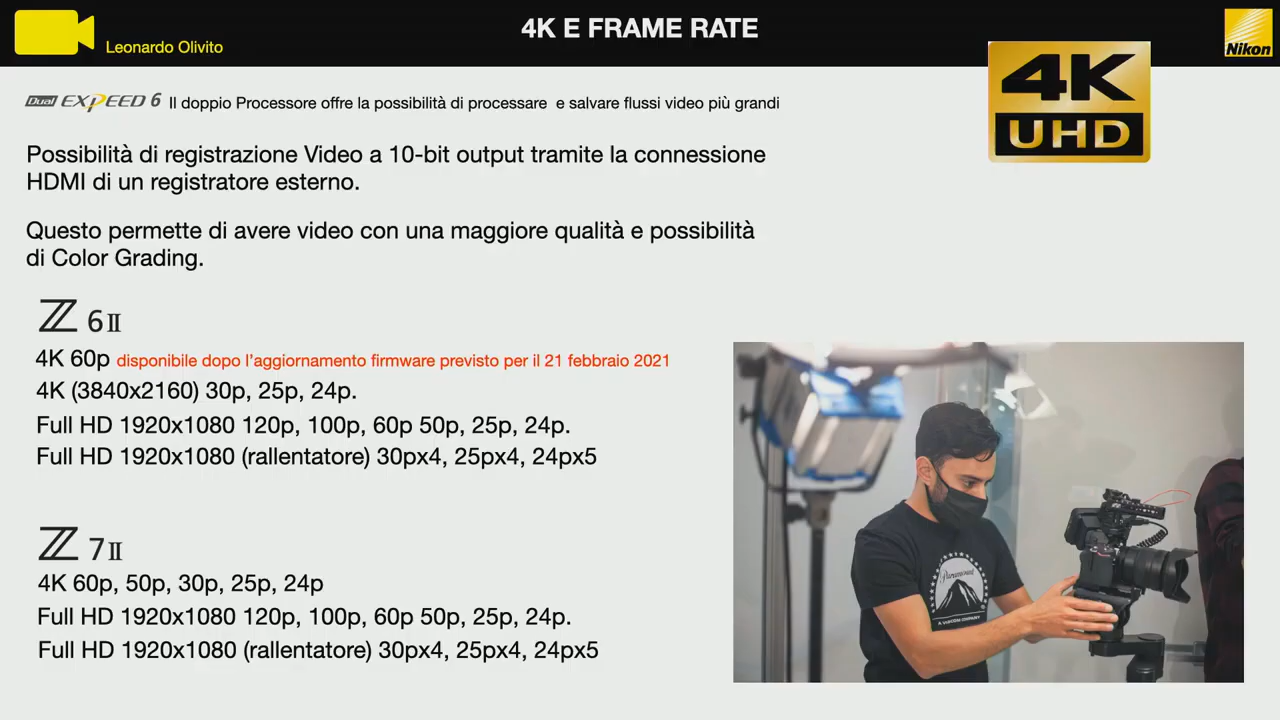 4K E FRAME RATE
Leonardo Olivito
Nikon
4K
UHD
Dual EXPEED 6 Il doppio Processore offre la possibilità di processare e salvare flussi video più grandi
Possibilità di registrazione Video a 10-bit output tramite la connessione
HDMI di un registratore esterno.
Questo permette di avere video con una maggiore qualità e possibilità
di Color Grading.
Z 6II
4K 60p disponibile dopo l'aggiornamento firmware previsto per il 21 febbraio 2021
4K (3840x2160) 30p, 25p, 24p.
Full HD 1920x1080 120p, 100p, 60p 50p, 25p, 24p.
Full HD 1920x1080 (rallentatore) 30px4, 25px4, 24px5
Z 7II
4K 60p, 50p, 30p, 25p, 24p
Full HD 1920x1080 120p, 100p, 60p 50p, 25p, 24p.
Full HD 1920x1080 (rallentatore) 30px4, 25px4, 24px5
Paramount
A VIACOM COMPANY